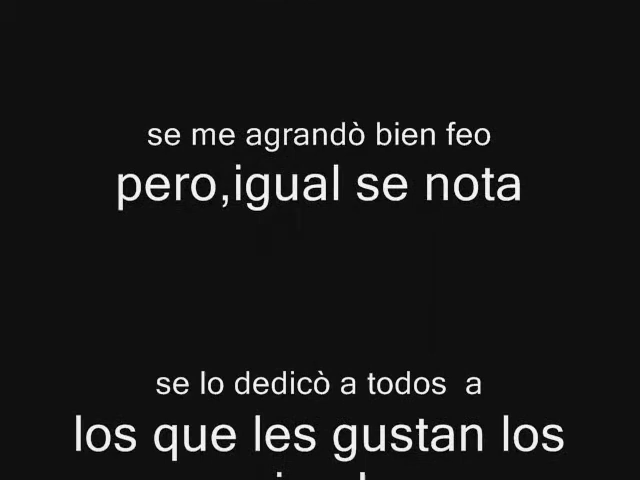 se me agrandò bien feo
pero,igual se nota
se lo dedicò a todos  a
los que les gustan los